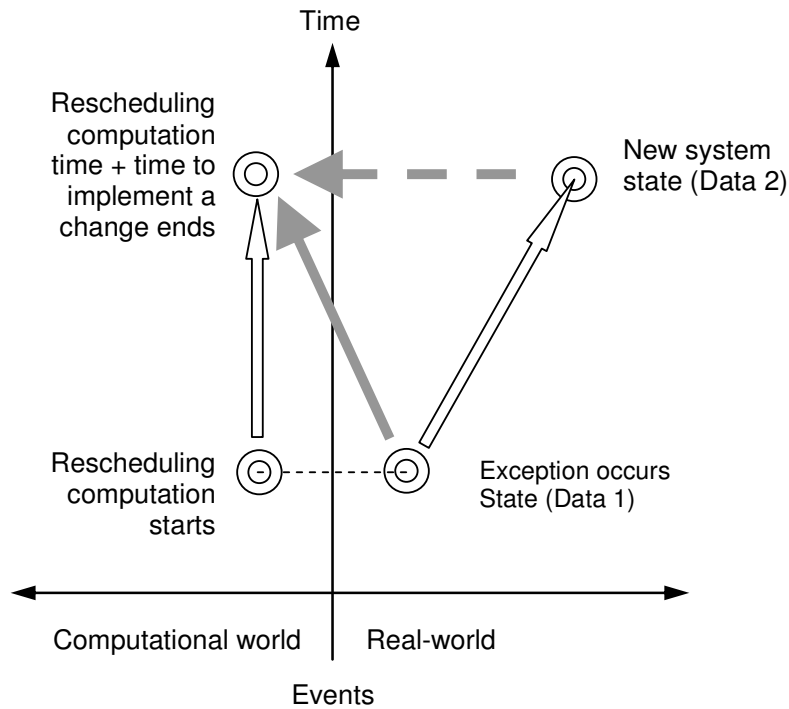 Time
Rescheduling
computation
time + time to
implement a
change ends
New system
state (Data 2)
Rescheduling
computation
starts
Exception occurs
State (Data 1)
Computational world
Real-world
Events